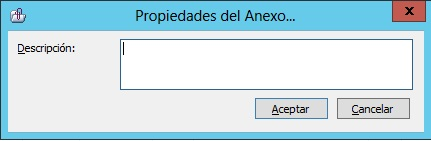 Propiedades del Anexo...
x
Descripción:
Aceptar
Cancelar